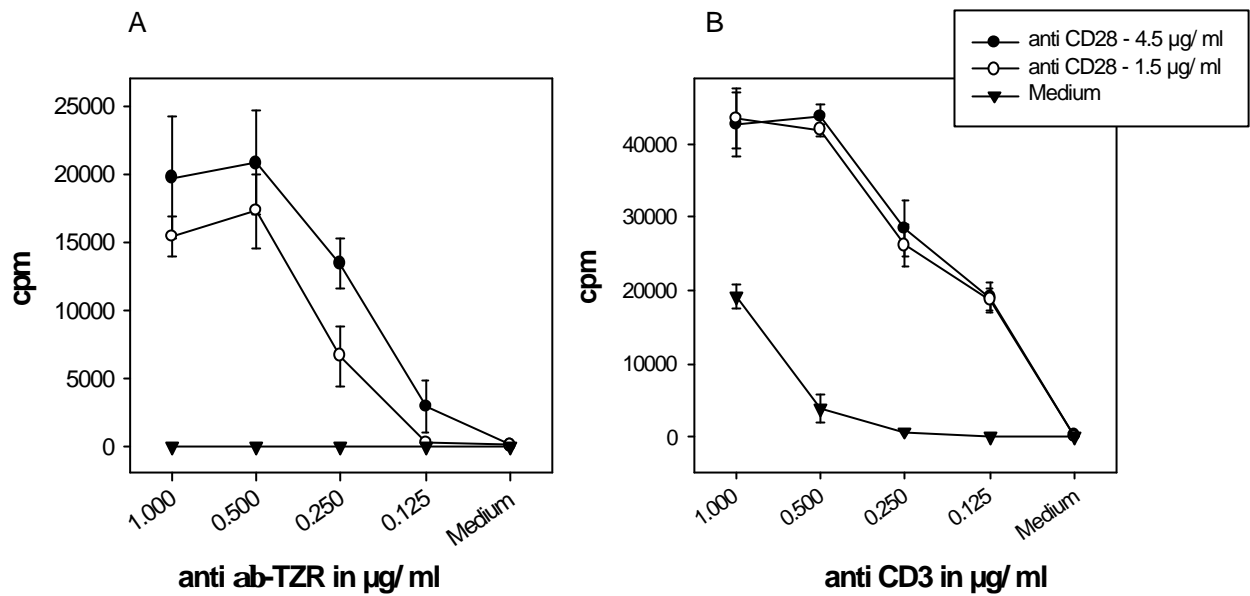 A
B
anti CD28 - 4.5 µg/ ml
anti CD28 - 1.5 µg/ ml
Medium
25000
20000
15000
10000
5000
0
cpm
1.000
0.500
0.250
0.125
Medium
anti ab-TZR in µg/ ml
40000
30000
20000
10000
0
cpm
1.000
0.500
0.250
0.125
Medium
anti CD3 in µg/ ml